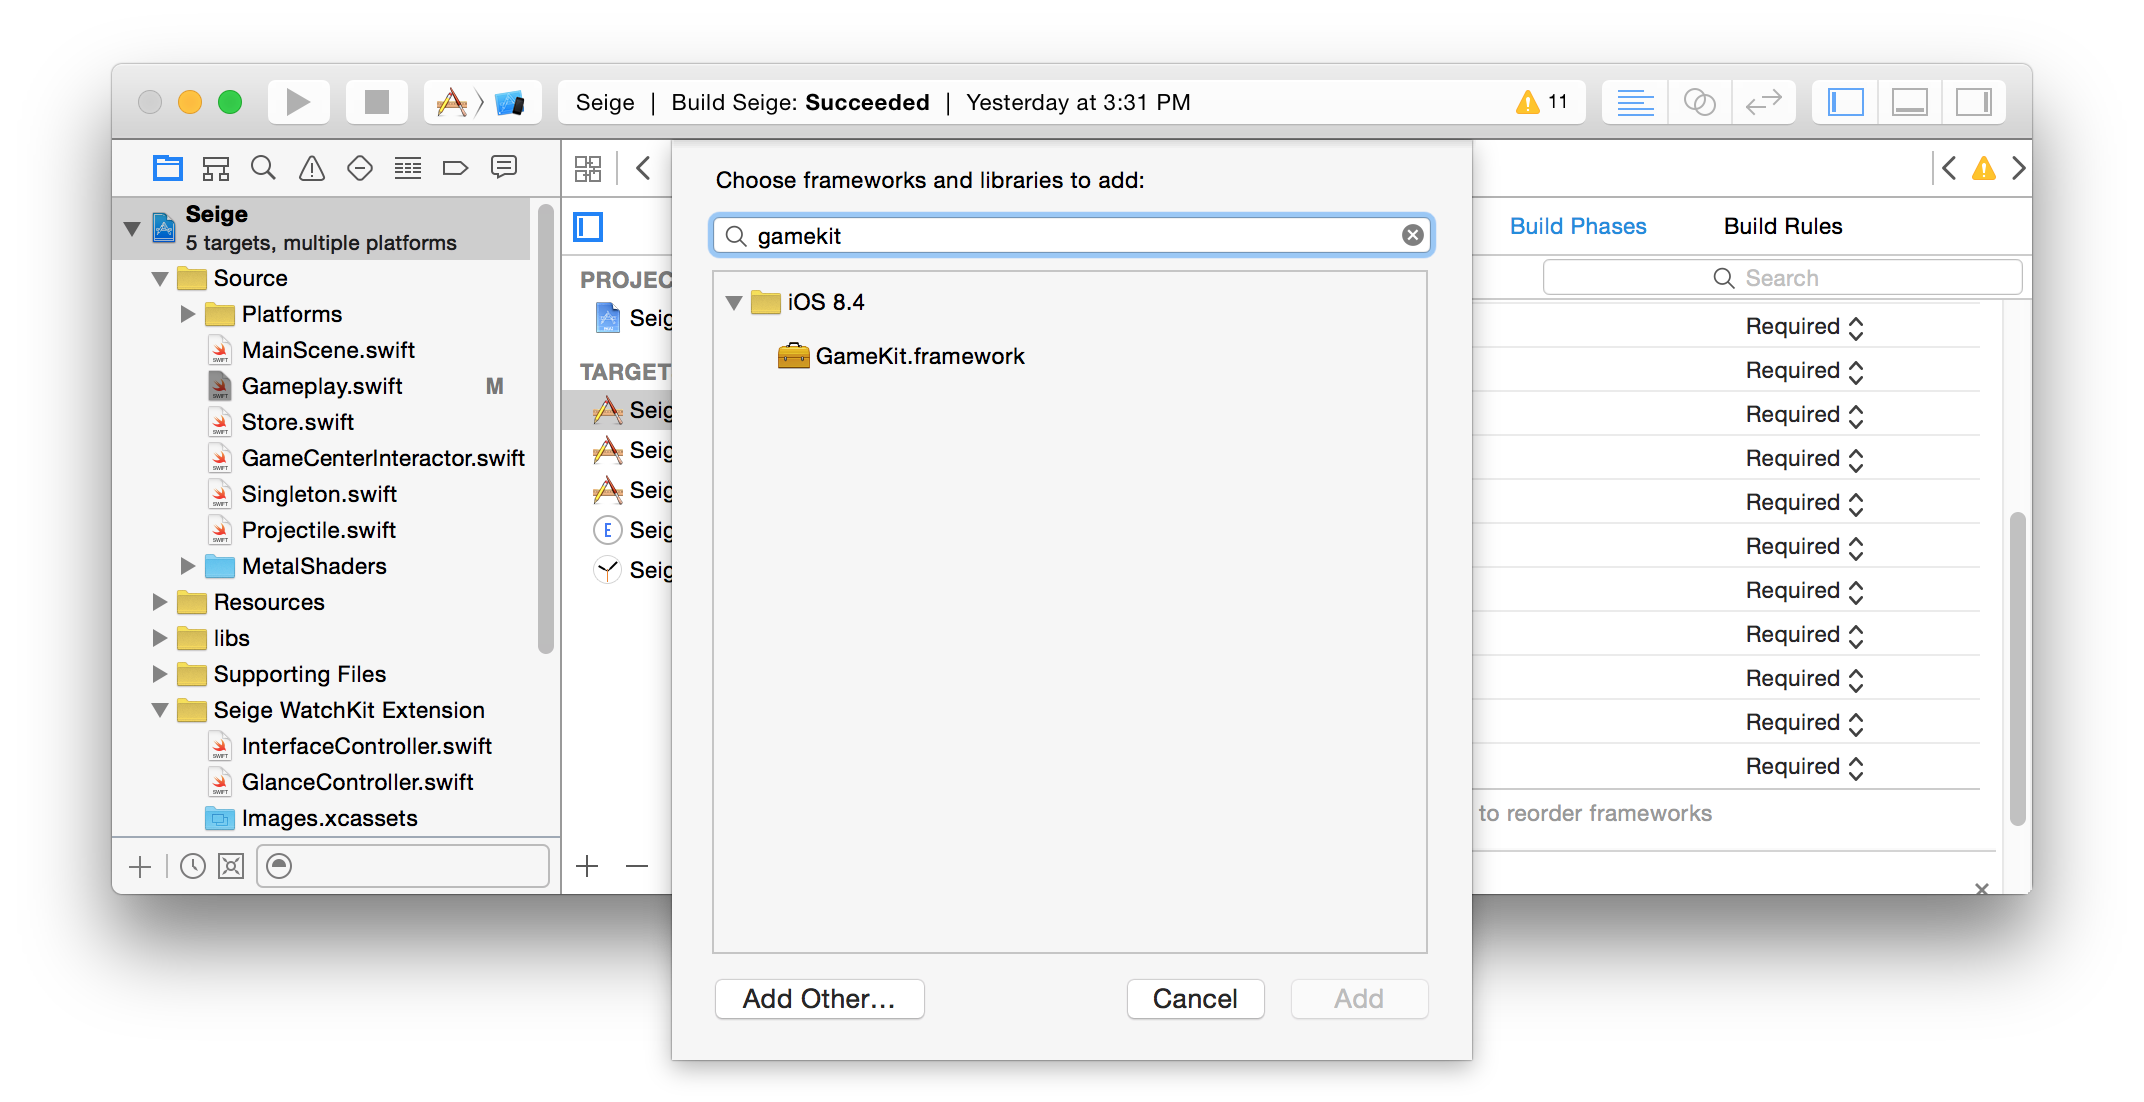 Seige | Build Seige: Succeeded | Yesterday at 3:31 PM
11
Seige
5 targets, multiple platforms
Source
Platforms
MainScene.swift
Gameplay.swift M
Store.swift
GameCenterInteractor.swift
Singleton.swift
Projectile.swift
MetalShaders
Resources
libs
Supporting Files
Seige WatchKit Extension
InterfaceController.swift
GlanceController.swift
Images.xcassets
PROJEC
Seig
TARGET
Seig
Seig
Seig
E Seig
Seig
Choose frameworks and libraries to add:
gamekit
iOS 8.4
GameKit.framework
Add Other...
Cancel
Add
Build Phases
Build Rules
Search
Required
Required
Required
Required
Required
Required
Required
Required
Required
Required
Required
to reorder frameworks